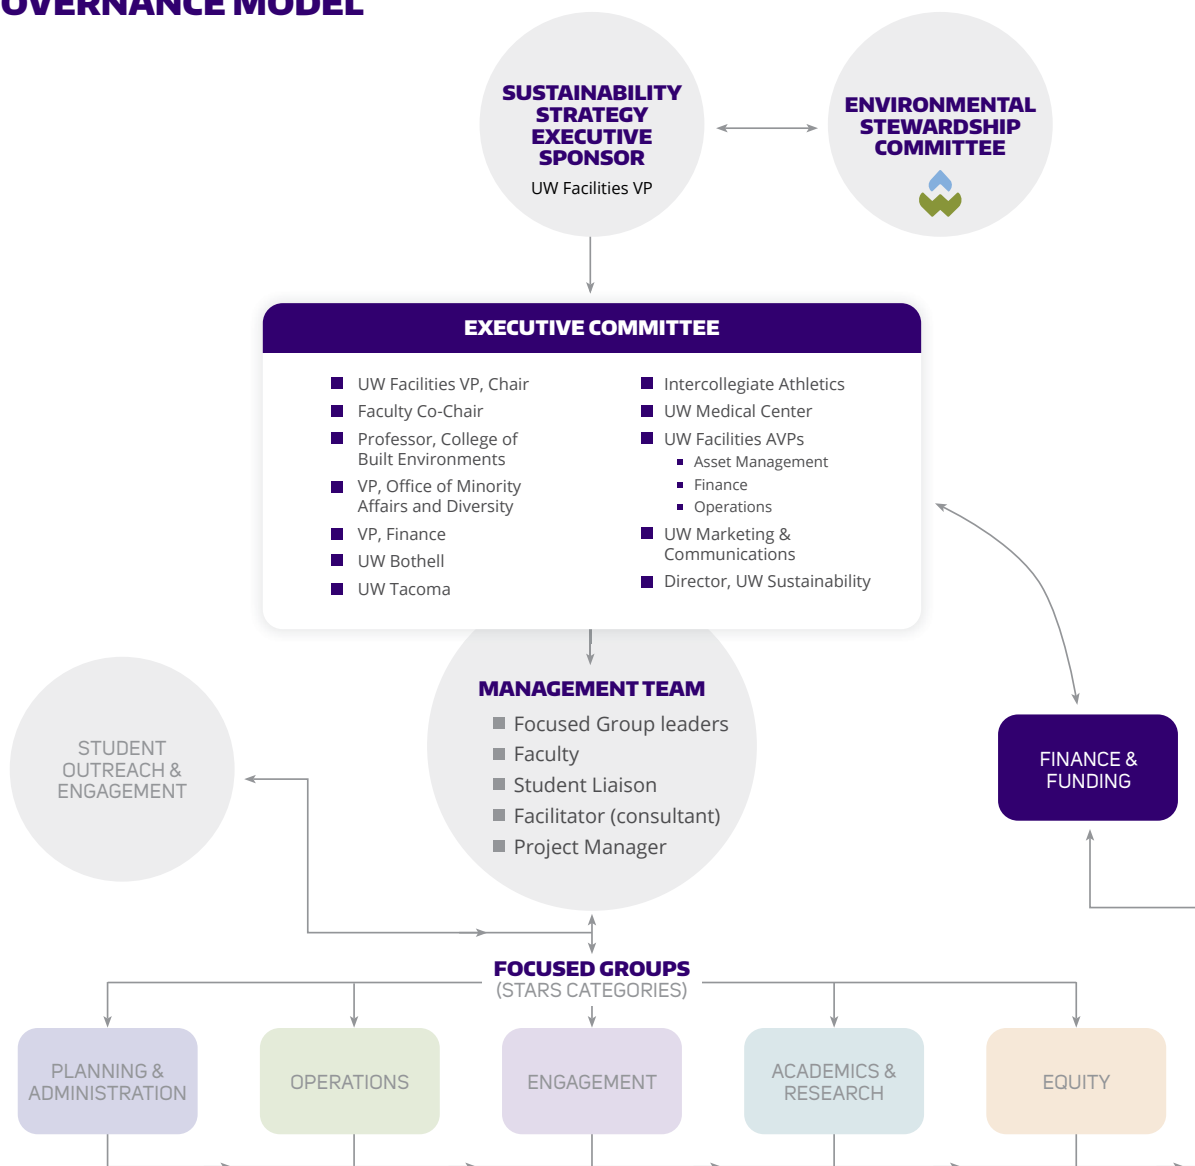 OVERNANCE MODEL
SUSTAINABILITY
STRATEGY
EXECUTIVE
SPONSOR
UW Facilities VP
ENVIRONMENTAL
STEWARDSHIP
COMMITTEE
EXECUTIVE COMMITTEE
UW Facilities VP, Chair
Faculty Co-Chair
Professor, College of
Built Environments
VP, Office of Minority
Affairs and Diversity
VP, Finance
UW Bothell
UW Tacoma
Intercollegiate Athletics
UW Medical Center
UW Facilities AVPs
Asset Management
Finance
Operations
UW Marketing &
Communications
Director, UW Sustainability
MANAGEMENT TEAM
Focused Group leaders
Faculty
Student Liaison
Facilitator (consultant)
Project Manager
STUDENT
OUTREACH &
ENGAGEMENT
FINANCE &
FUNDING
FOCUSED GROUPS
(STARS CATEGORIES)
PLANNING &
ADMINISTRATION
OPERATIONS
ENGAGEMENT
ACADEMICS &
RESEARCH
EQUITY